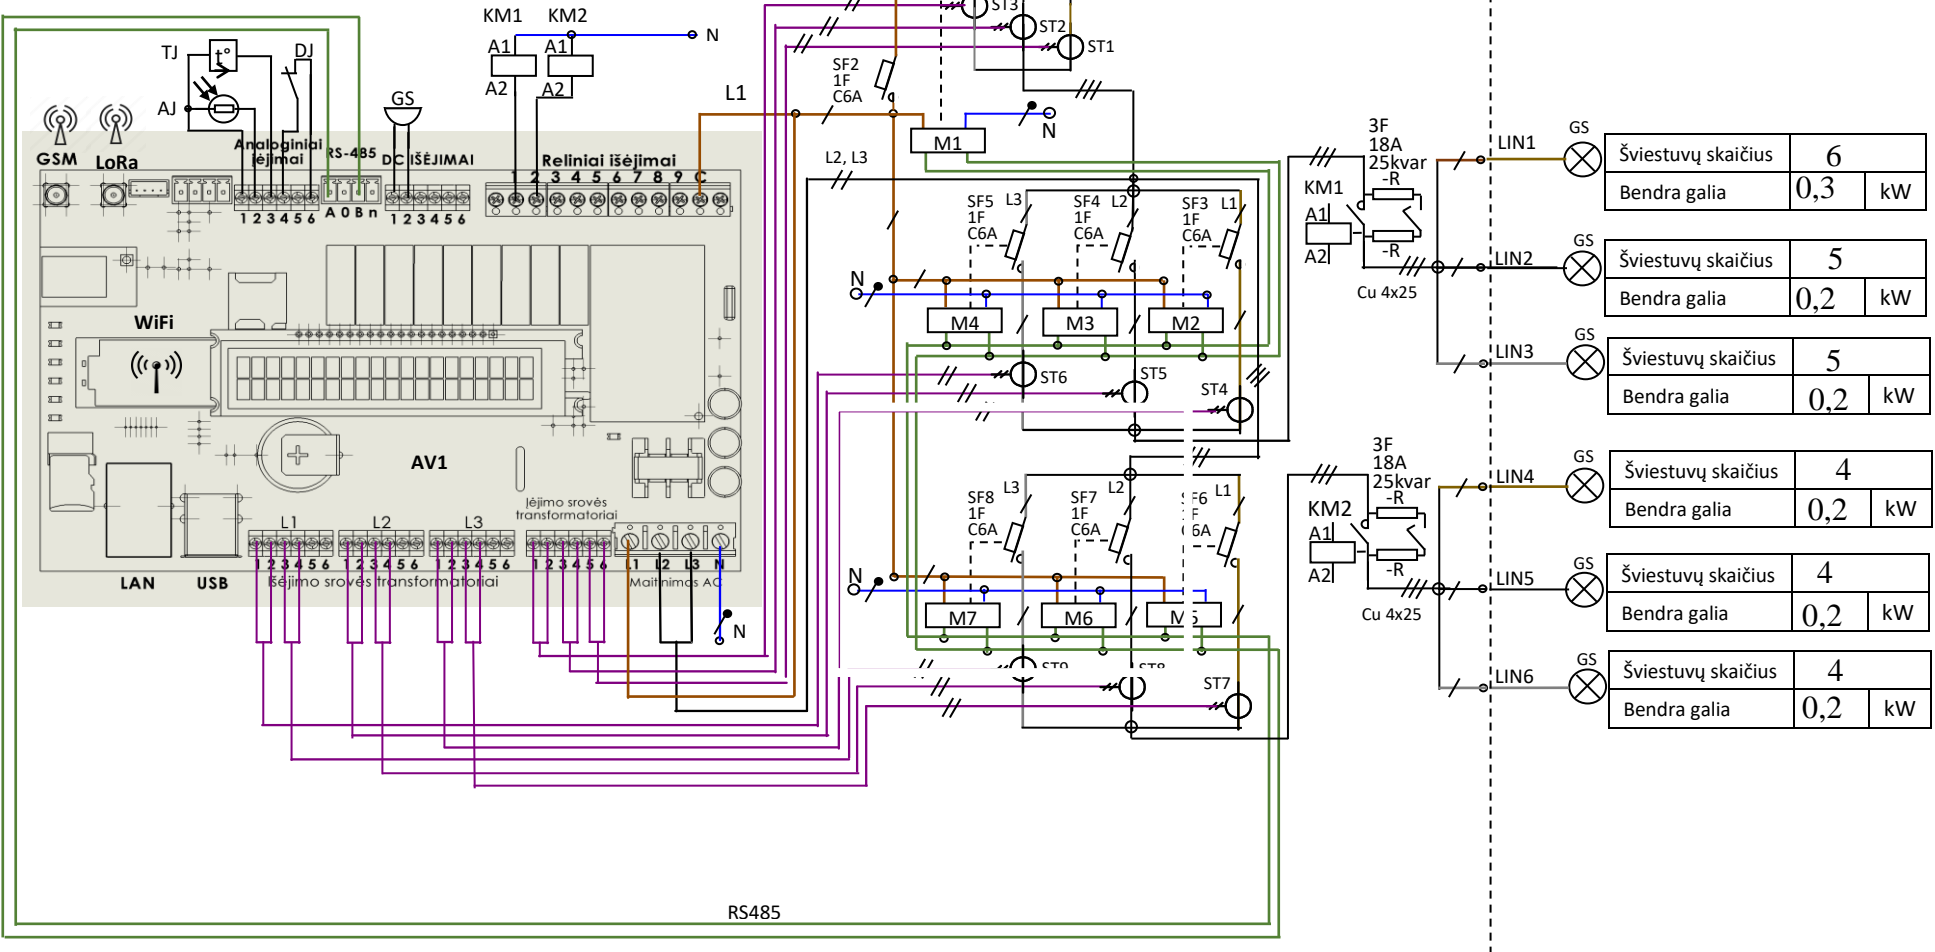 KM1 KM2
A1 A1
A2 A2
N
TJ
t°
DJ
AJ
GS
GSM
LoRa
Analoginiai
įėjimai
RS-485
DC IŠĖJIMAI
Reliniai išėjimai
1 2 3 4 5 6 7 8 9 C
1 2 3 4 5 6
A 0 B n
1 2 3 4 5 6
WiFi
AV1
LAN
USB
L1 L2 L3
Įėjimo srovės
transformatoriai
1 2 3 4 5 6
1 2 3 4 5 6
1 2 3 4 5 6
1 2 3 4 5 6
L1 L2 L3 N
Išėjimo srovės transformatoriai
Maitinimas AC
N
L1
ST3
ST2
ST1
SF2
1F
C6A
M1
N
L2, L3
SF5 L3
1F
C6A
SF4 L2
1F
C6A
SF3 L1
1F
C6A
N
M4 M3 M2
ST6 ST5 ST4
SF8 L3
1F
C6A
SF7 L2
1F
C6A
L1
N
M7 M6
ST7
3F
18A
25kvar
-R
KM1
A1
A2
-R
Cu 4x25
3F
18A
25kvar
-R
KM2
A1
A2
-R
Cu 4x25
LIN1
GS
Šviestuvų skaičius 6
Bendra galia 0,3 kW
LIN2
GS
Šviestuvų skaičius 5
Bendra galia 0,2 kW
LIN3
GS
Šviestuvų skaičius 5
Bendra galia 0,2 kW
LIN4
GS
Šviestuvų skaičius 4
Bendra galia 0,2 kW
LIN5
GS
Šviestuvų skaičius 4
Bendra galia 0,2 kW
LIN6
GS
Šviestuvų skaičius 4
Bendra galia 0,2 kW
RS485